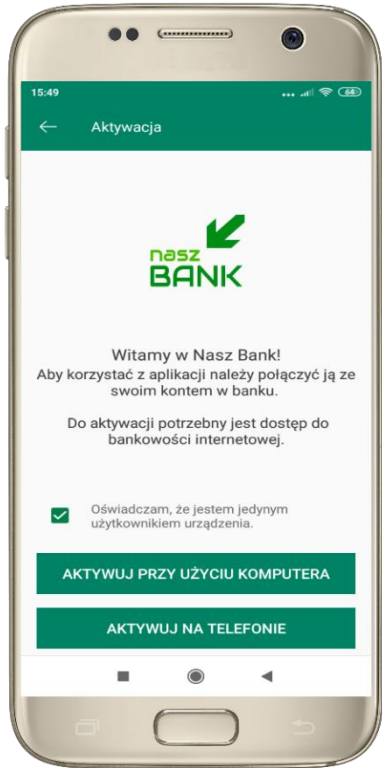 15:49
64
Aktywacja
nasz
BANK
Witamy w Nasz Bank!
Aby korzystać z aplikacji należy połączyć ją ze
swoim kontem w banku.
Do aktywacji potrzebny jest dostęp do
bankowości internetowej.
Oświadczam, że jestem jedynym
użytkownikiem urządzenia.
AKTYWUJ PRZY UŻYCIU KOMPUTERA
AKTYWUJ NA TELEFONIE